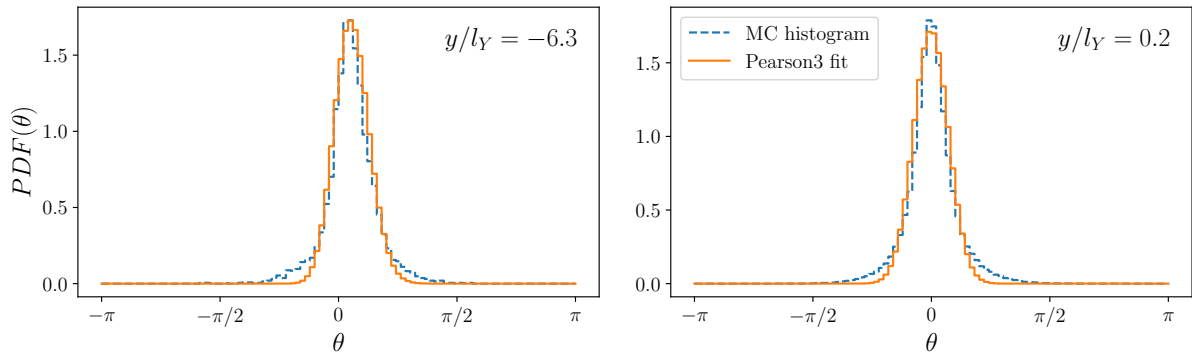 y/l_Y = −6.3
PDF(θ)
1.5
1.0
0.5
0.0
−π
−π/2
0
π/2
π
θ
y/l_Y = 0.2
MC histogram
Pearson3 fit
1.5
1.0
0.5
0.0
−π
−π/2
0
π/2
π
θ